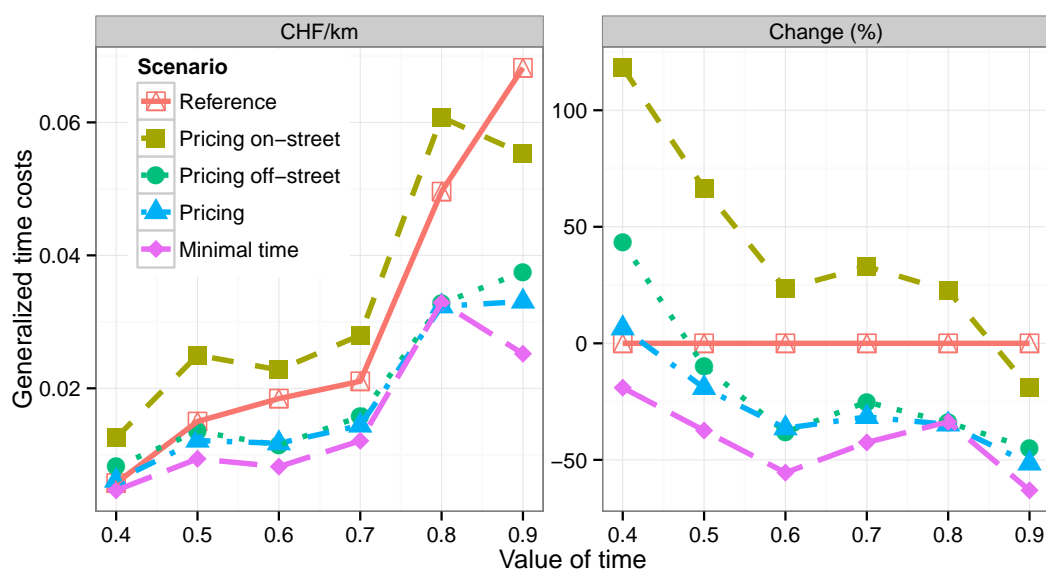 CHF/km
Change (%)
Scenario
Reference
Pricing on−street
Pricing off−street
Pricing
Minimal time
Generalized time costs
0.06
0.04
0.02
100
50
0
−50
0.4 0.5 0.6 0.7 0.8 0.9
0.4 0.5 0.6 0.7 0.8 0.9
Value of time